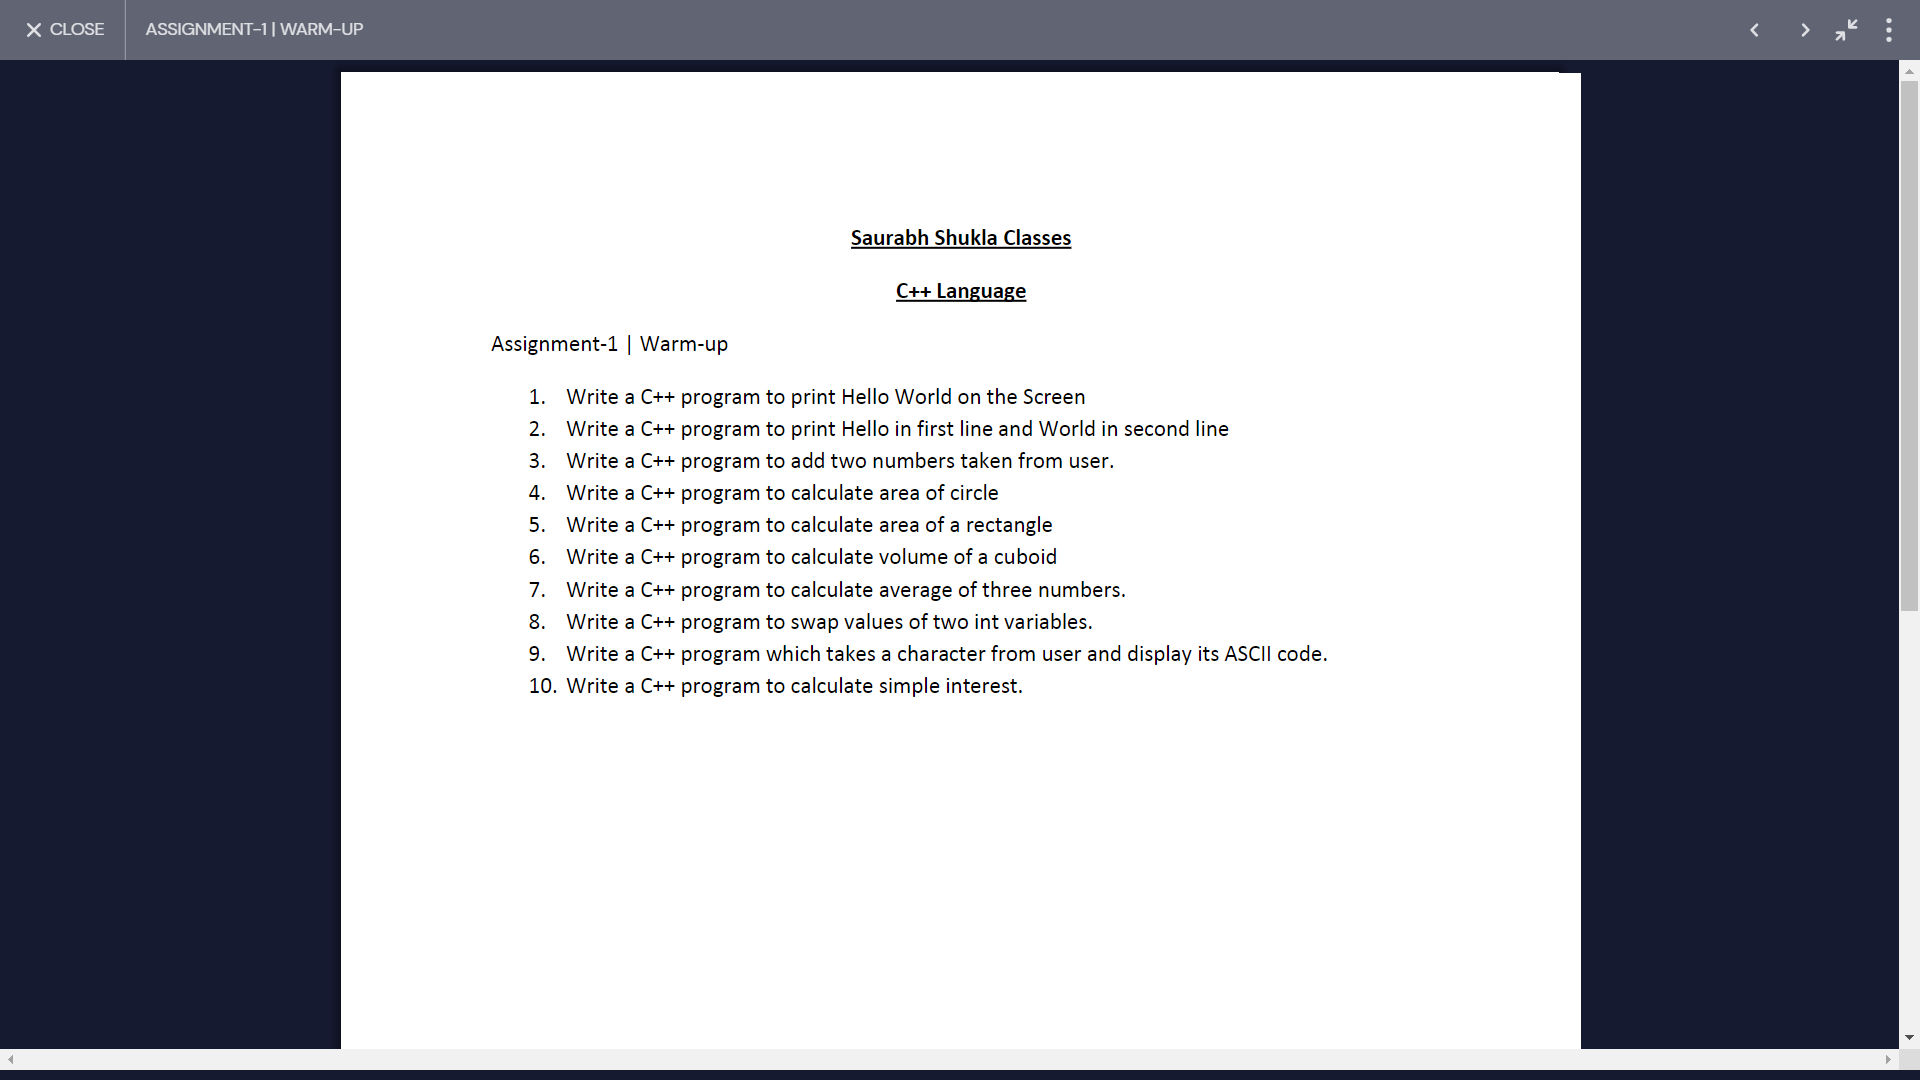 CLOSE
ASSIGNMENT-1 | WARM-UP
Saurabh Shukla Classes
C++ Language
Assignment-1 | Warm-up
1. Write a C++ program to print Hello World on the Screen
2. Write a C++ program to print Hello in first line and World in second line
3. Write a C++ program to add two numbers taken from user.
4. Write a C++ program to calculate area of circle
5. Write a C++ program to calculate area of a rectangle
6. Write a C++ program to calculate volume of a cuboid
7. Write a C++ program to calculate average of three numbers.
8. Write a C++ program to swap values of two int variables.
9. Write a C++ program which takes a character from user and display its ASCII code.
10. Write a C++ program to calculate simple interest.